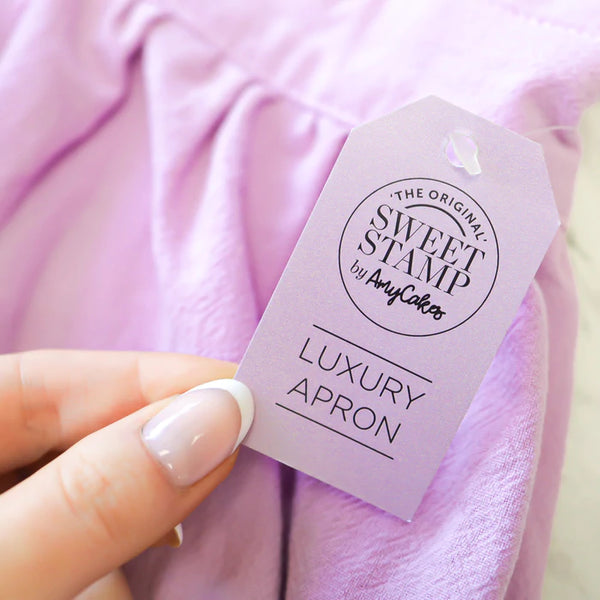 'THE ORIGINAL'
SWEET
STAMP
by AmyCakes
LUXURY
APRON